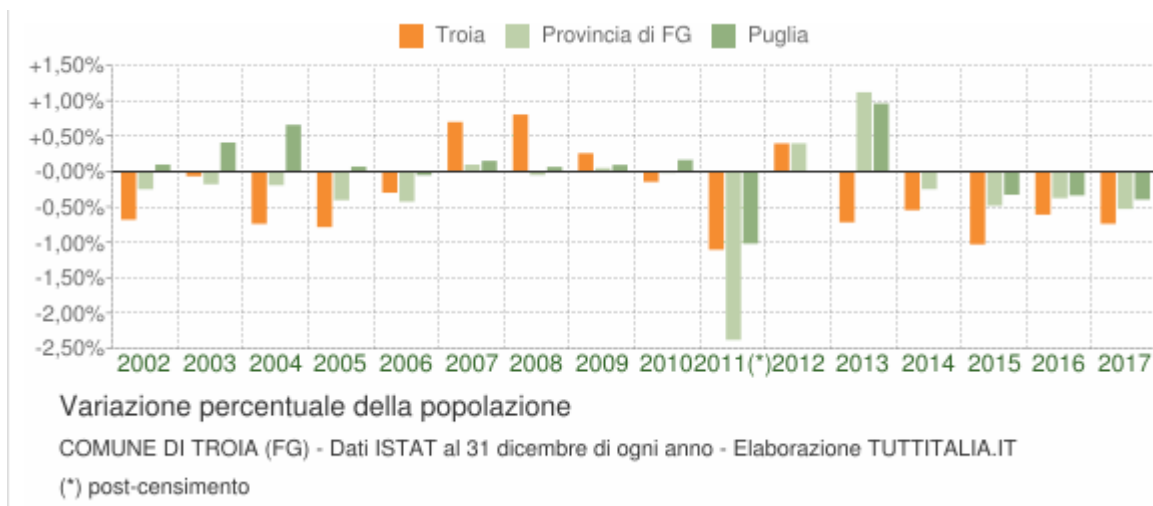 Troia Provincia di FG Puglia
+1,50%
+1,00%
+0,50%
-0,00%
-0,50%
-1,00%
-1,50%
-2,00%
-2,50%
2002 2003 2004 2005 2006 2007 2008 2009 2010 2011(*) 2012 2013 2014 2015 2016 2017
Variazione percentuale della popolazione
COMUNE DI TROIA (FG) - Dati ISTAT al 31 dicembre di ogni anno - Elaborazione TUTTITALIA.IT
(*) post-censimento